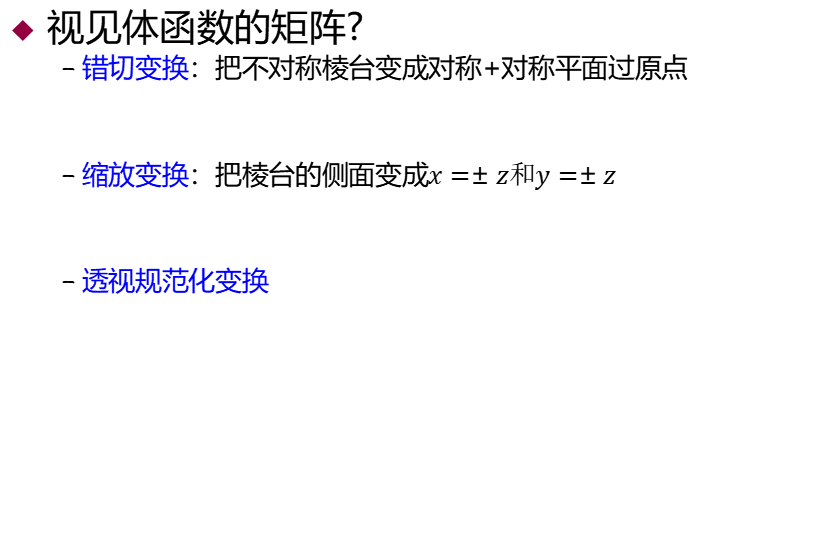 ◆ 视见体函数的矩阵?
– 错切变换：把不对称棱台变成对称+对称平面过原点
– 缩放变换：把棱台的侧面变成x =± z和y =± z
– 透视规范化变换